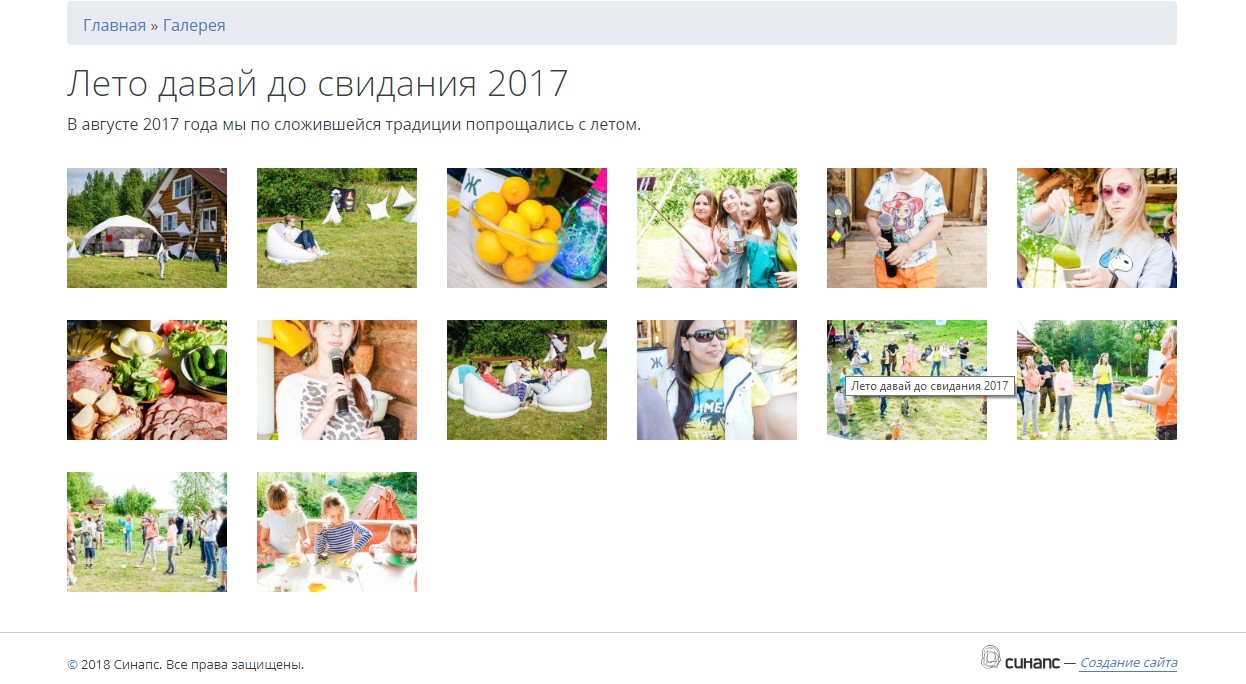 Главная » Галерея
Лето давай до свидания 2017
В августе 2017 года мы по сложившейся традиции попрощались с летом.
Ж
Ж
Лето давай до свидания 2017
© 2018 Синапс. Все права защищены.
синапс — Создание сайта